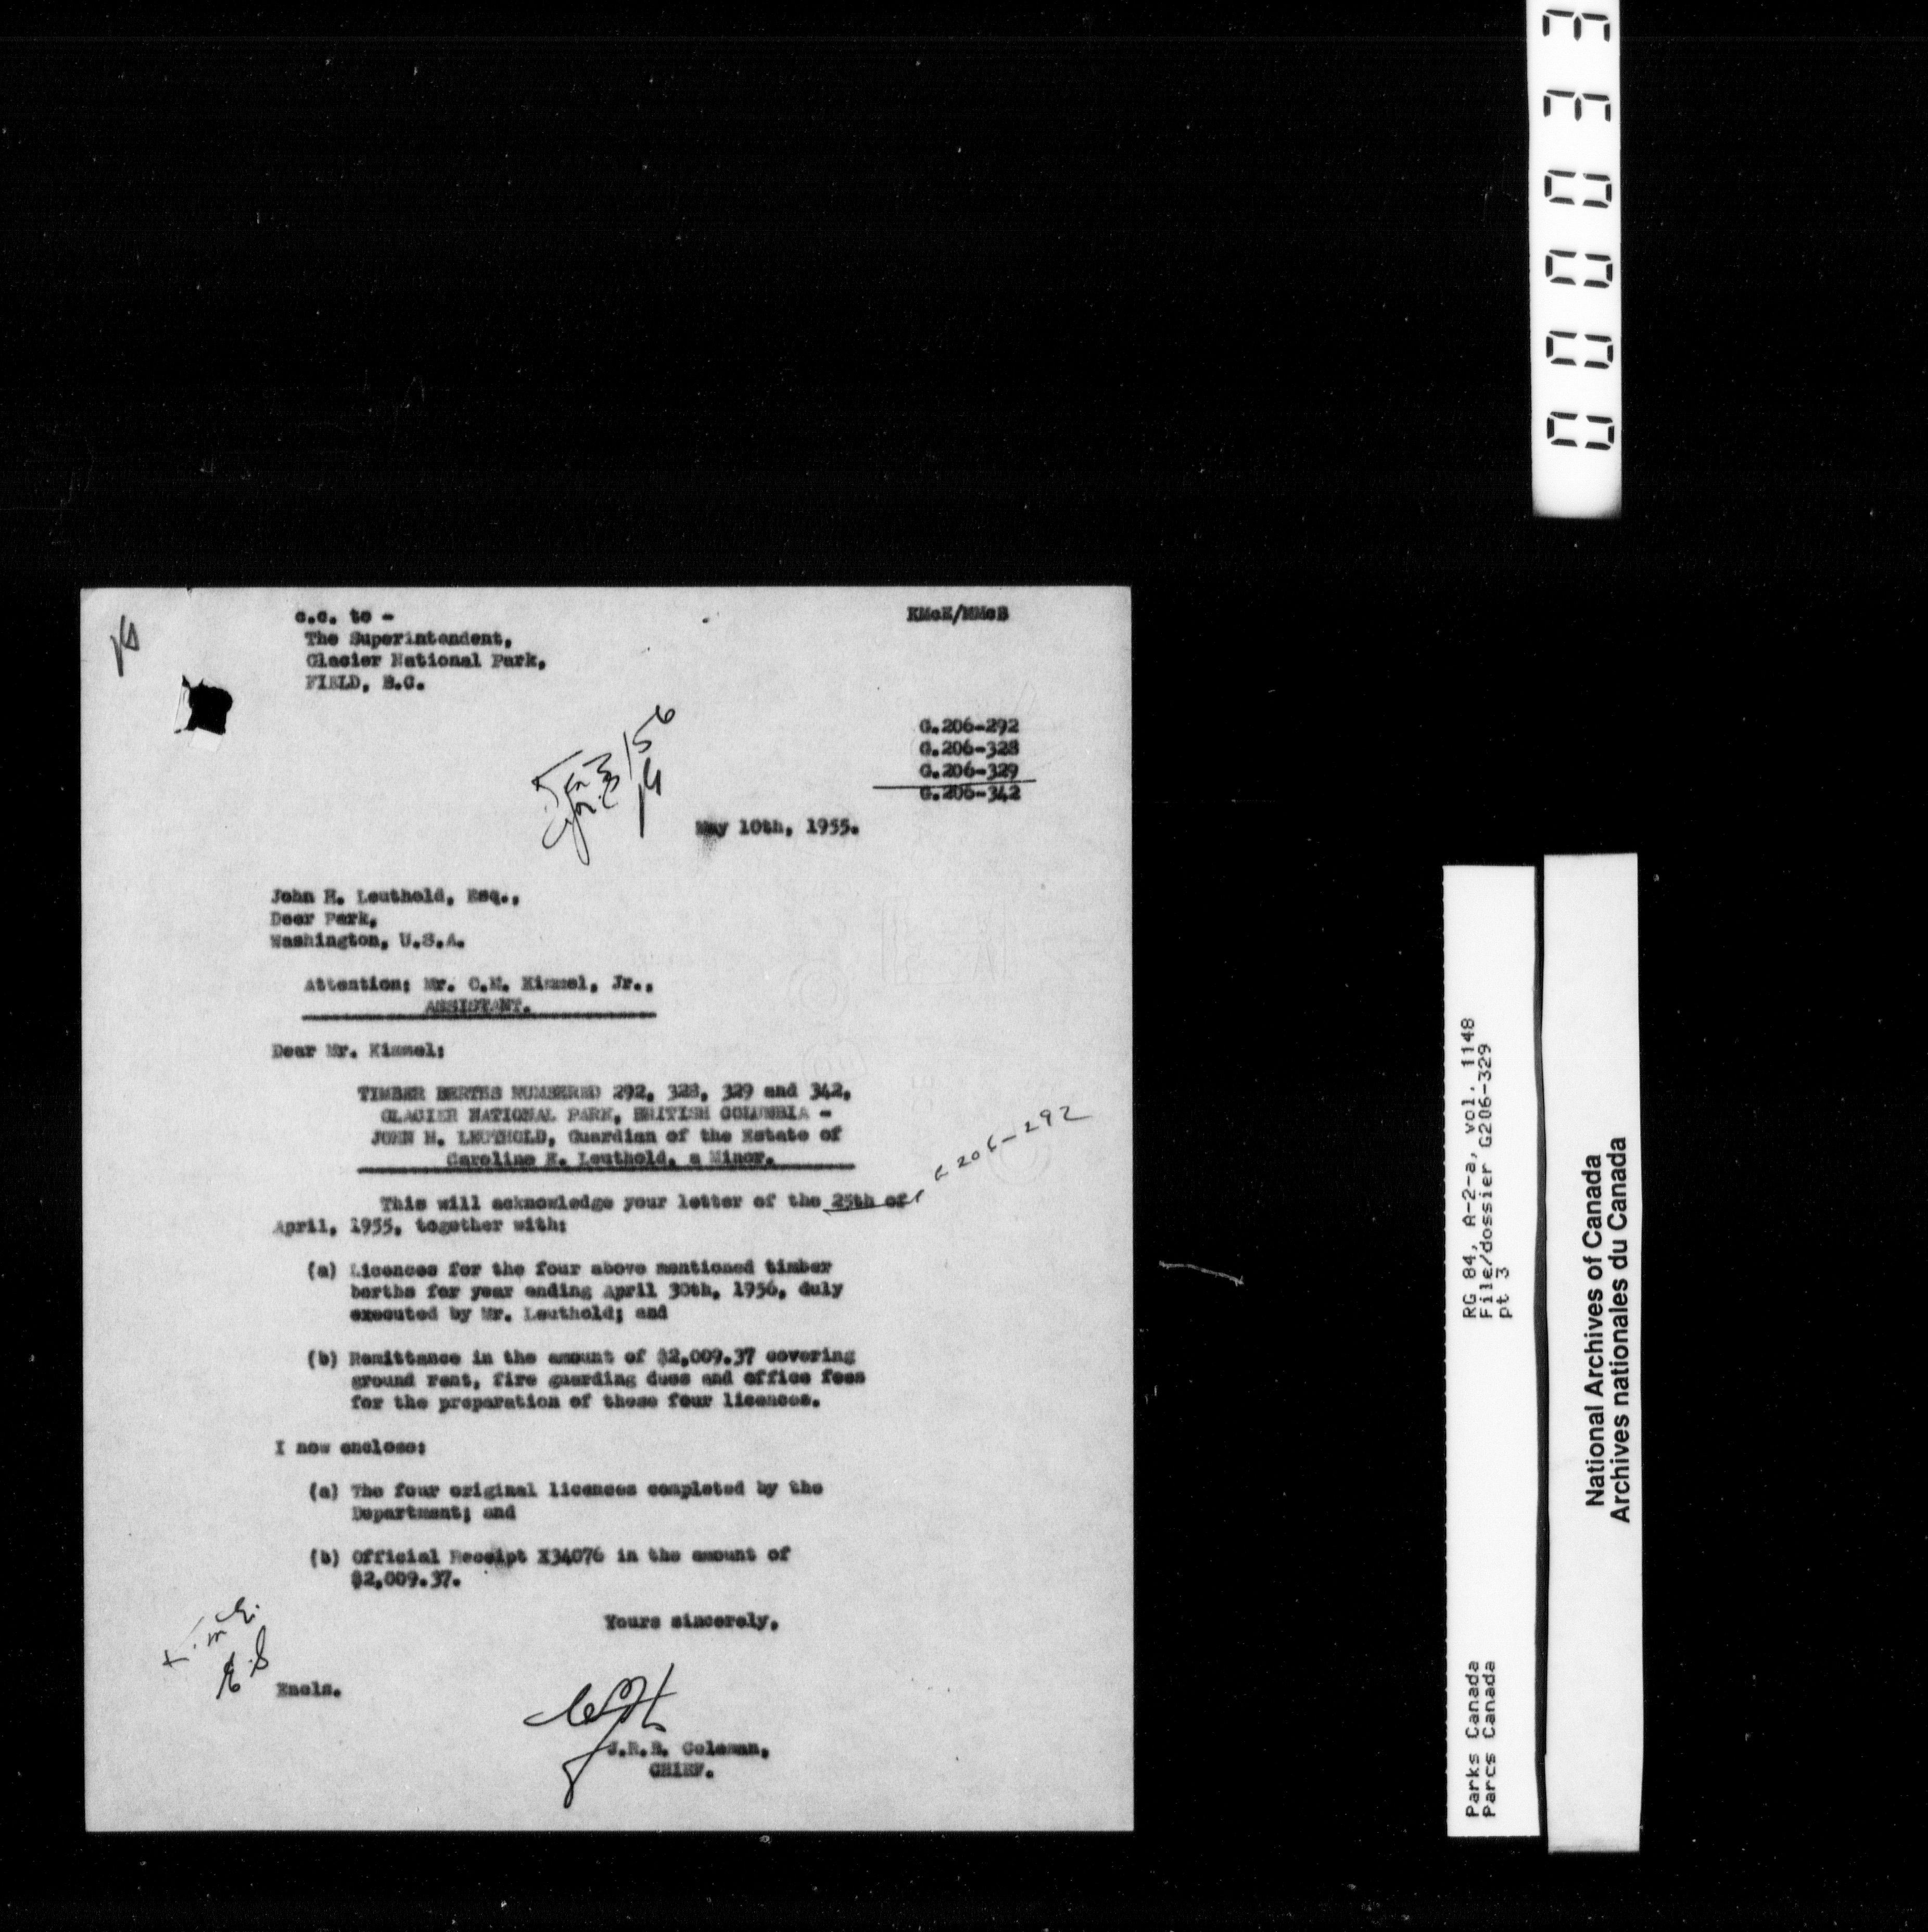 c.c. to -
The Superintendent,
Glacier National Park,
FIELD, B.C.
KMcK/MMcB
G.206-292
G.206-328
G.206-329
G.206-342
May 10th, 1955.
John H. Leuthold, Esq.,
Deer Park,
Washington, U.S.A.
Attention: Mr. C.M. Kimmel, Jr.,
ASSISTANT.
Dear Mr. Kimmel:
TIMBER BERTHS NUMBERED 292, 328, 329 and 342,
GLACIER NATIONAL PARK, BRITISH COLUMBIA -
JOHN H. LEUTHOLD, Guardian of the Estate of
Caroline E. Leuthold, a Minor.
G 206-292
This will acknowledge your letter of the 25th of
April, 1955, together with:
(a) Licences for the four above mentioned timber
berths for year ending April 30th, 1956, duly
executed by Mr. Leuthold; and
(b) Remittance in the amount of $2,009.37 covering
ground rent, fire guarding dues and office fees
for the preparation of these four licences.
I now enclose:
(a) The four original licences completed by the
Department; and
(b) Official Receipt X34076 in the amount of
$2,009.37.
Yours sincerely,
Encls.
J.R.B. Coleman,
CHIEF.
000033
RG 84, A-2-a, vol. 1148
File/dossier G206-329
pt 3
Parks Canada
Parcs Canada
National Archives of Canada
Archives nationales du Canada